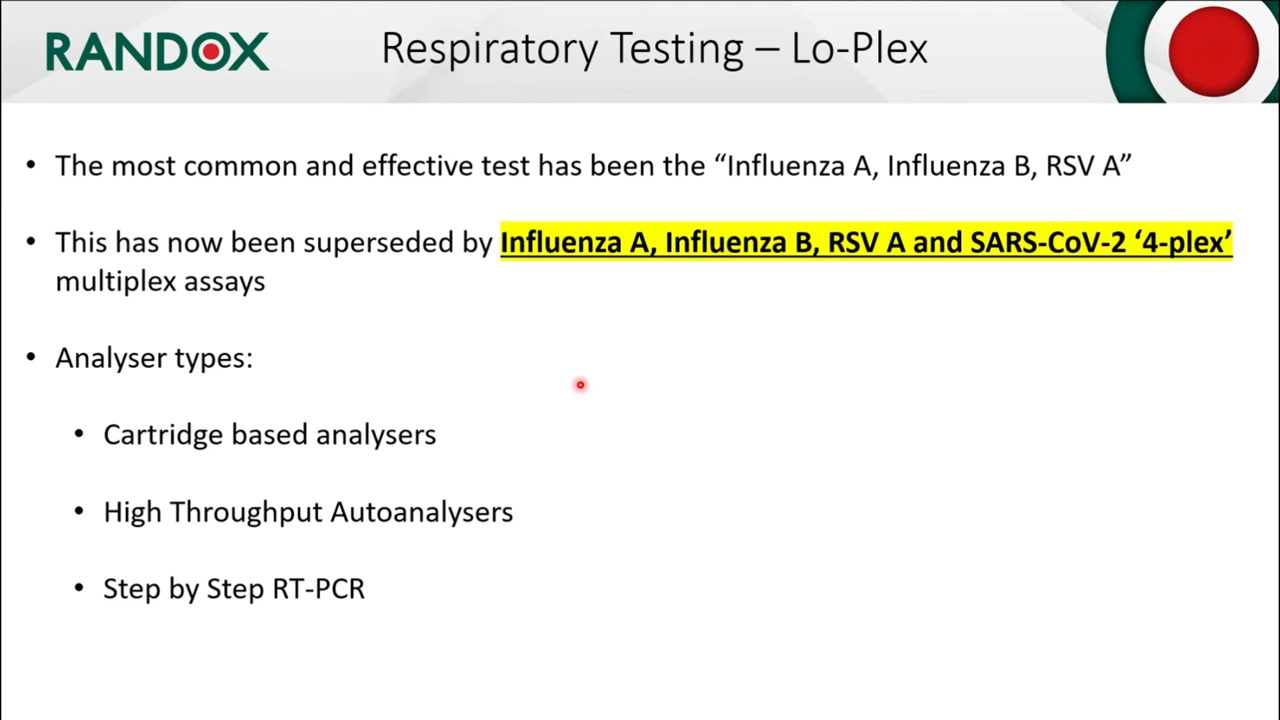 RANDOX
Respiratory Testing – Lo-Plex
• The most common and effective test has been the “Influenza A, Influenza B, RSV A”
• This has now been superseded by Influenza A, Influenza B, RSV A and SARS-CoV-2 ‘4-plex’
multiplex assays
• Analyser types:
• Cartridge based analysers
• High Throughput Autoanalysers
• Step by Step RT-PCR